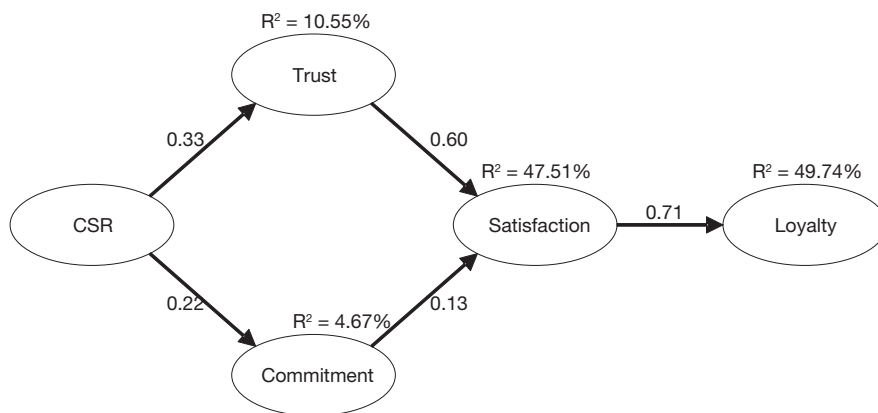 R² = 10.55%
Trust
0.33
0.60
R² = 47.51%
R² = 49.74%
CSR
Satisfaction
0.71
Loyalty
0.22
R² = 4.67%
0.13
Commitment